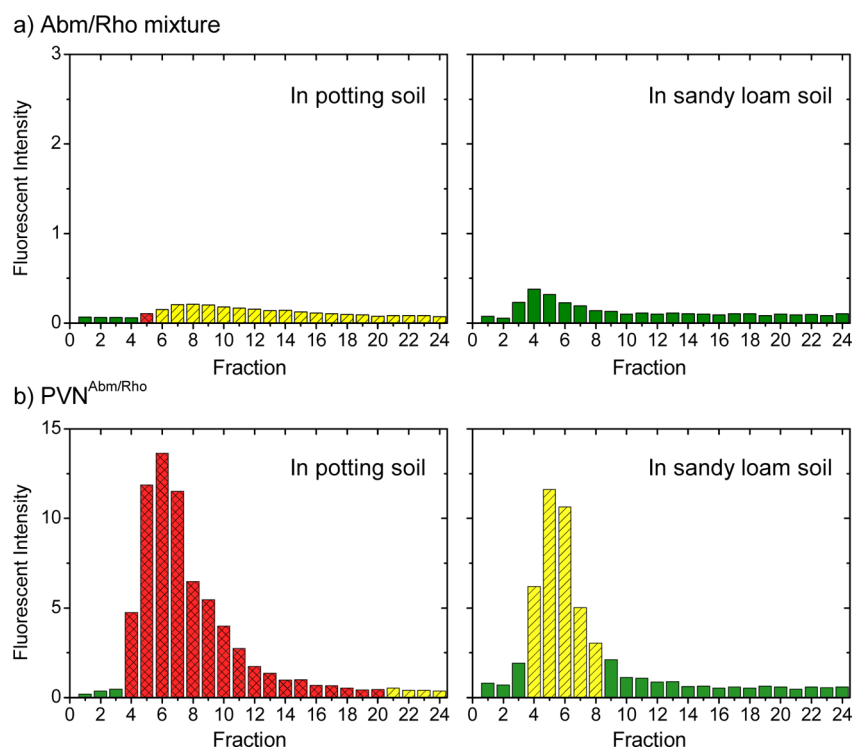 a) Abm/Rho mixture
In potting soil
In sandy loam soil
Fluorescent Intensity
3
2
1
0
0 2 4 6 8 10 12 14 16 18 20 22 24
0 2 4 6 8 10 12 14 16 18 20 22 24
Fraction
Fraction
b) PVN^Abm/Rho
In potting soil
In sandy loam soil
Fluorescent Intensity
15
10
5
0
0 2 4 6 8 10 12 14 16 18 20 22 24
0 2 4 6 8 10 12 14 16 18 20 22 24
Fraction
Fraction